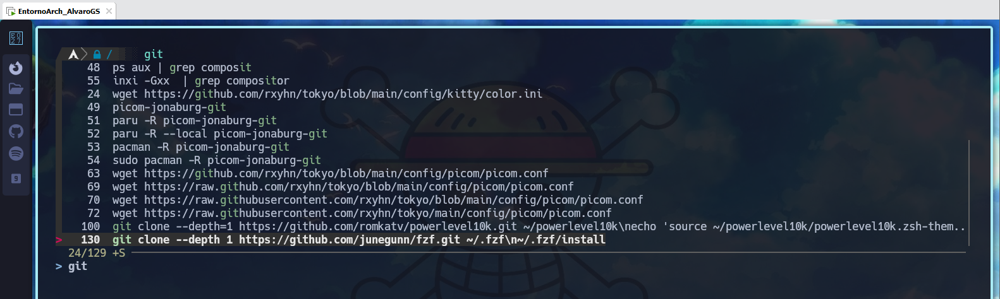 EntornoArch_AlvaroGS
/ git
48 ps aux | grep composit
55 inxi -Gxx  | grep compositor
24 wget https://github.com/rxyhn/tokyo/blob/main/config/kitty/color.ini
49 picom-jonaburg-git
51 paru -R picom-jonaburg-git
52 paru -R --local picom-jonaburg-git
53 pacman -R picom-jonaburg-git
54 sudo pacman -R picom-jonaburg-git
63 wget https://github.com/rxyhn/tokyo/blob/main/config/picom/picom.conf
69 wget https://raw.github.com/rxyhn/tokyo/blob/main/config/picom/picom.conf
70 wget https://raw.githubusercontent.com/rxyhn/tokyo/blob/main/config/picom/picom.conf
72 wget https://raw.githubusercontent.com/rxyhn/tokyo/main/config/picom/picom.conf
100 git clone --depth=1 https://github.com/romkatv/powerlevel10k.git ~/powerlevel10k\necho 'source ~/powerlevel10k/powerlevel10k.zsh-them..
> 130 git clone --depth 1 https://github.com/junegunn/fzf.git ~/.fzf\n~/.fzf/install
24/129 +S
> git
9